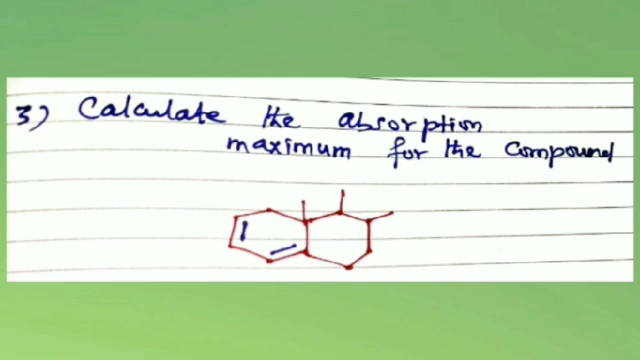 3) Calculate the absorption
maximum for the compound